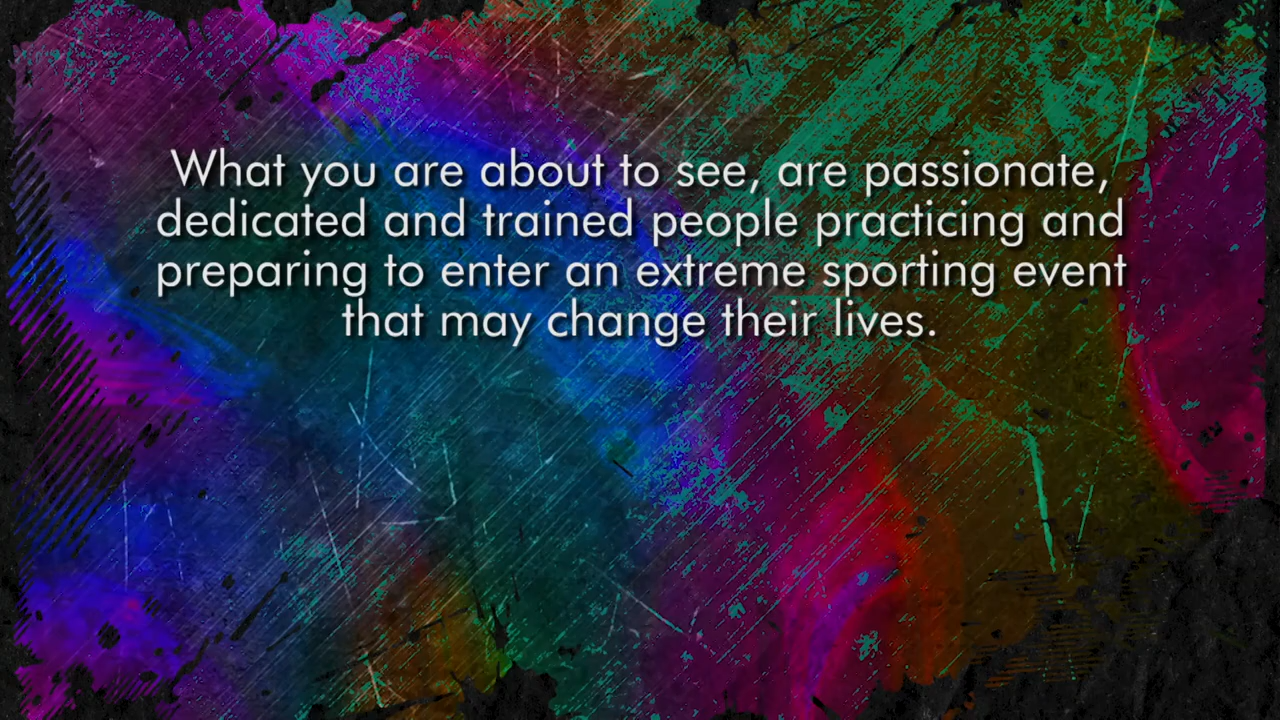 What you are about to see, are passionate,
dedicated and trained people practicing and
preparing to enter an extreme sporting event
that may change their lives.